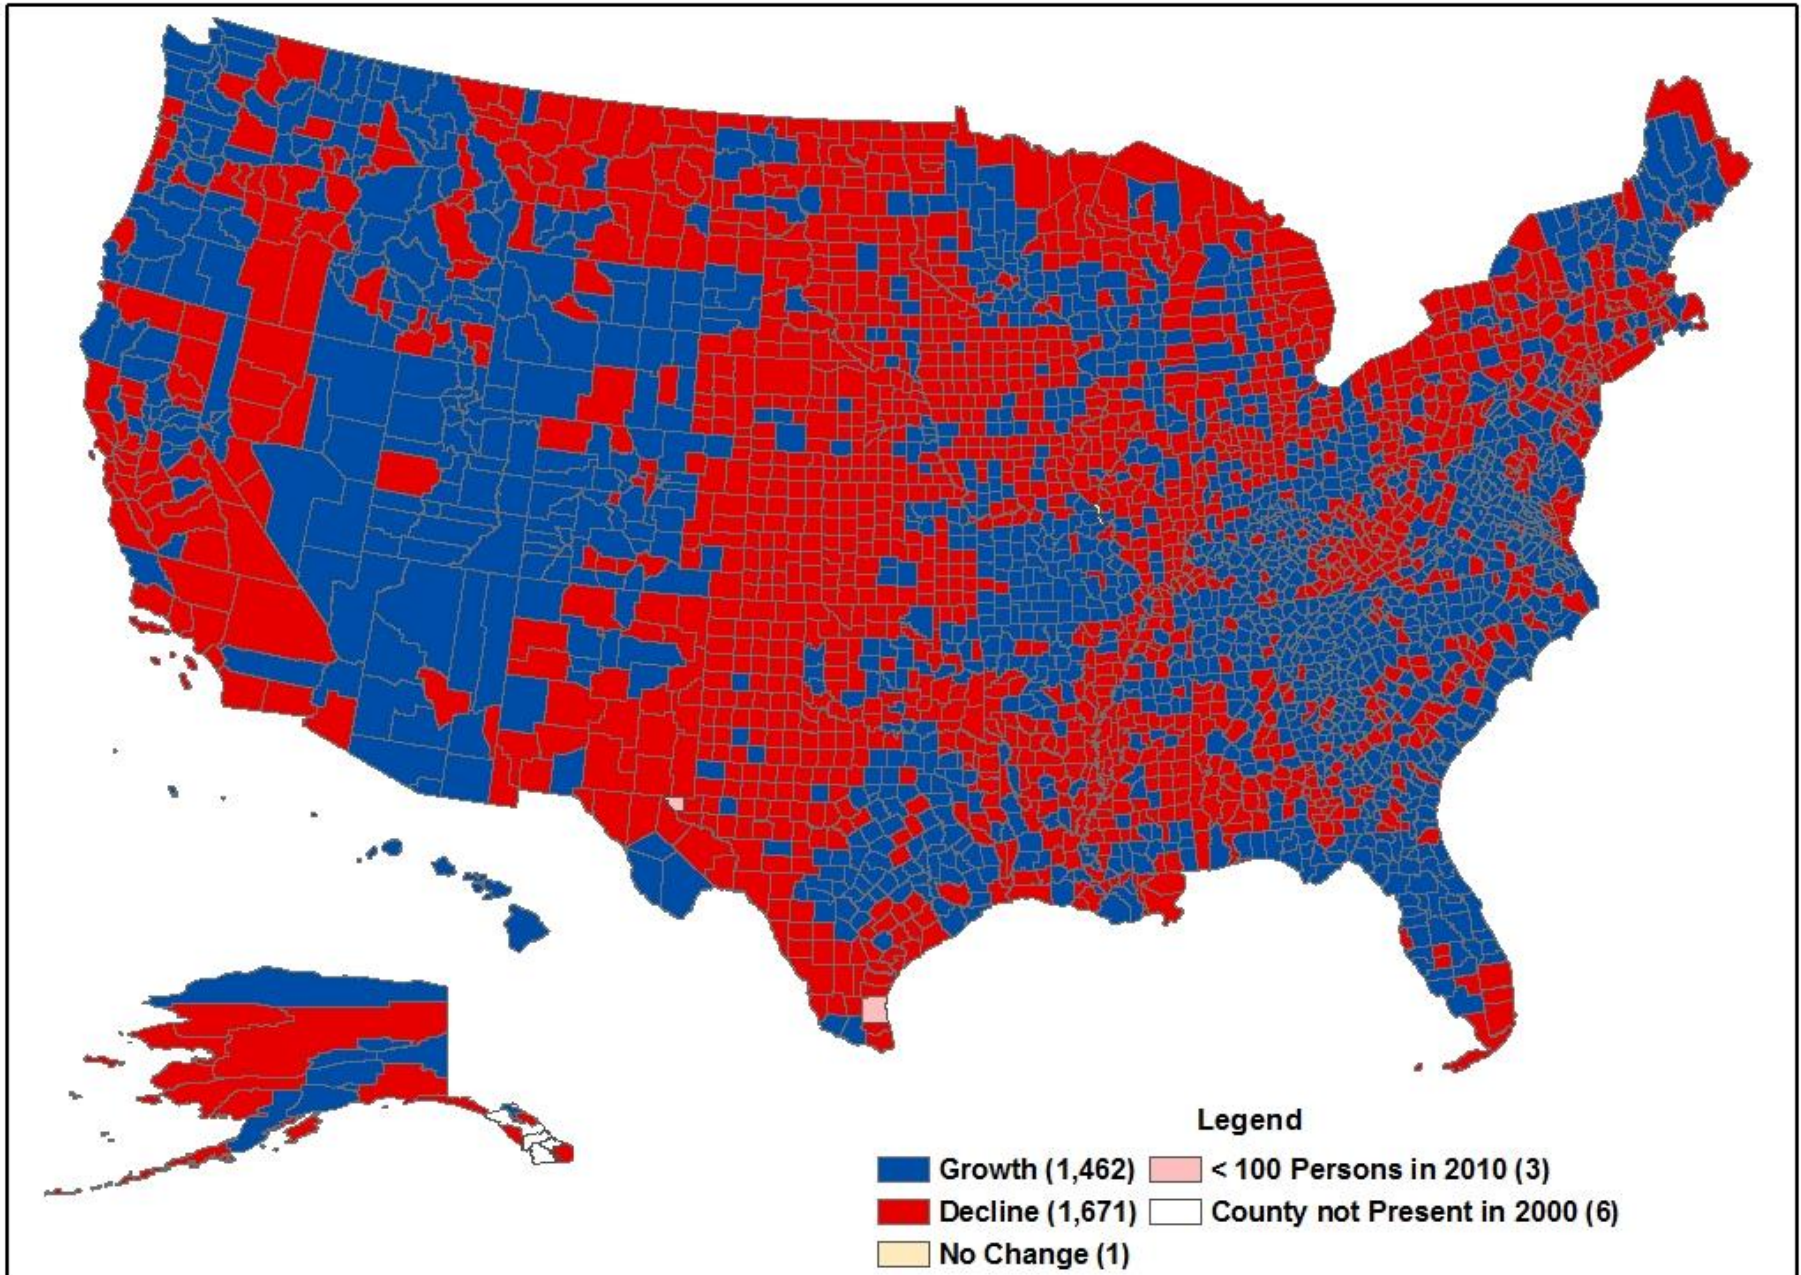 Legend
Growth (1,462)
< 100 Persons in 2010 (3)
Decline (1,671)
County not Present in 2000 (6)
No Change (1)